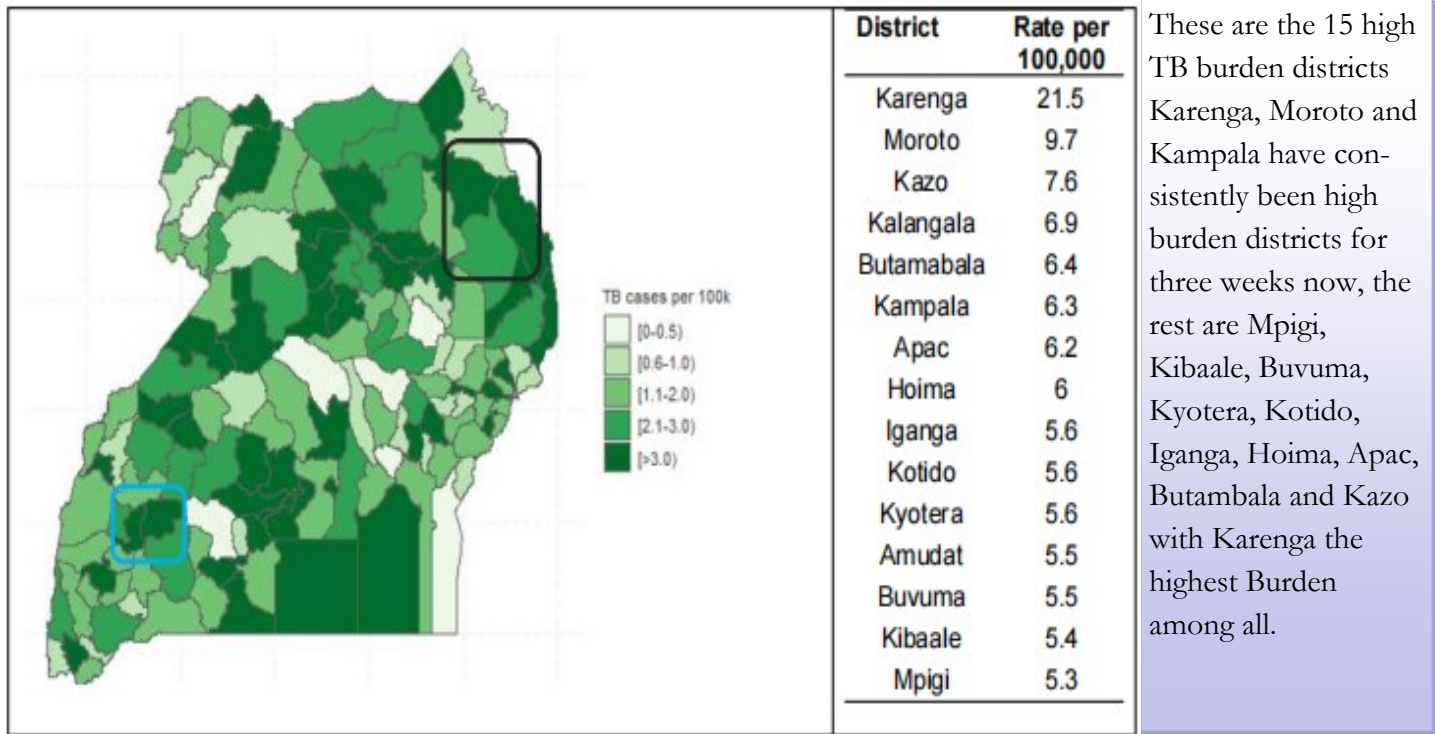 TB cases per 100k
[0-0.5)
[0.6-1.0)
[1.1-2.0)
[2.1-3.0)
[>3.0)
District Rate per
100,000
Karenga 21.5
Moroto 9.7
Kazo 7.6
Kalangala 6.9
Butamabala 6.4
Kampala 6.3
Apac 6.2
Hoima 6
Iganga 5.6
Kotido 5.6
Kyotera 5.6
Amudat 5.5
Buvuma 5.5
Kibaale 5.4
Mpigi 5.3
These are the 15 high
TB burden districts
Karenga, Moroto and
Kampala have con-
sistently been high
burden districts for
three weeks now, the
rest are Mpigi,
Kibaale, Buvuma,
Kyotera, Kotido,
Iganga, Hoima, Apac,
Butambala and Kazo
with Karenga the
highest Burden
among all.